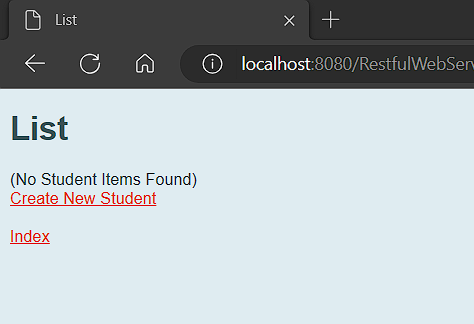 List
localhost:8080/RestfulWebServ
List
(No Student Items Found)
Create New Student
Index